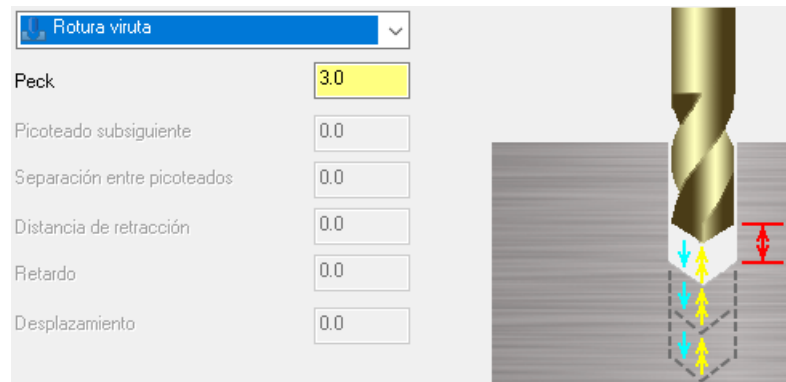 Rotura viruta
Peck 3.0
Picoteado subsiguiente 0.0
Separación entre picoteados 0.0
Distancia de retracción 0.0
Retardo 0.0
Desplazamiento 0.0